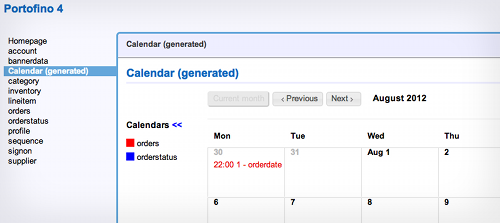 Portofino 4
Homepage
account
bannerdata
Calendar (generated)
category
inventory
lineitem
orders
orderstatus
profile
sequence
signon
supplier
Calendar (generated)
Calendar (generated)
Current month < Previous Next > August 2012
Calendars <<
orders
orderstatus
Mon Tue Wed Thu
30 31 Aug 1 2
22:00 1 - orderdate
6 7 8 9